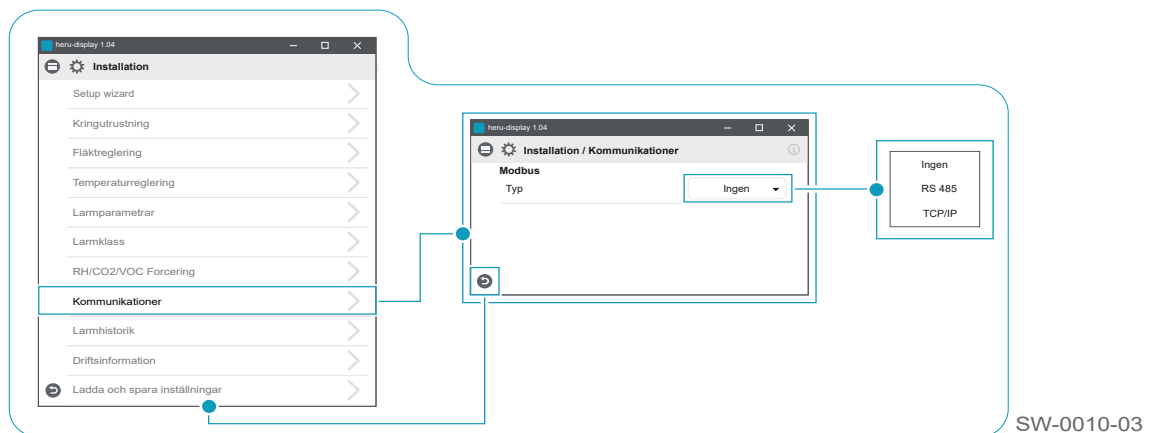 heru-display 1.04
Installation
Setup wizard
Kringutrustning
Fläktreglering
Temperaturreglering
Larmparametrar
Larmklass
RH/CO2/VOC Forcering
Kommunikationer
Larmhistorik
Driftsinformation
Ladda och spara inställningar
heru-display 1.04
Installation / Kommunikationer
Modbus
Typ Ingen
Ingen
RS 485
TCP/IP
SW-0010-03